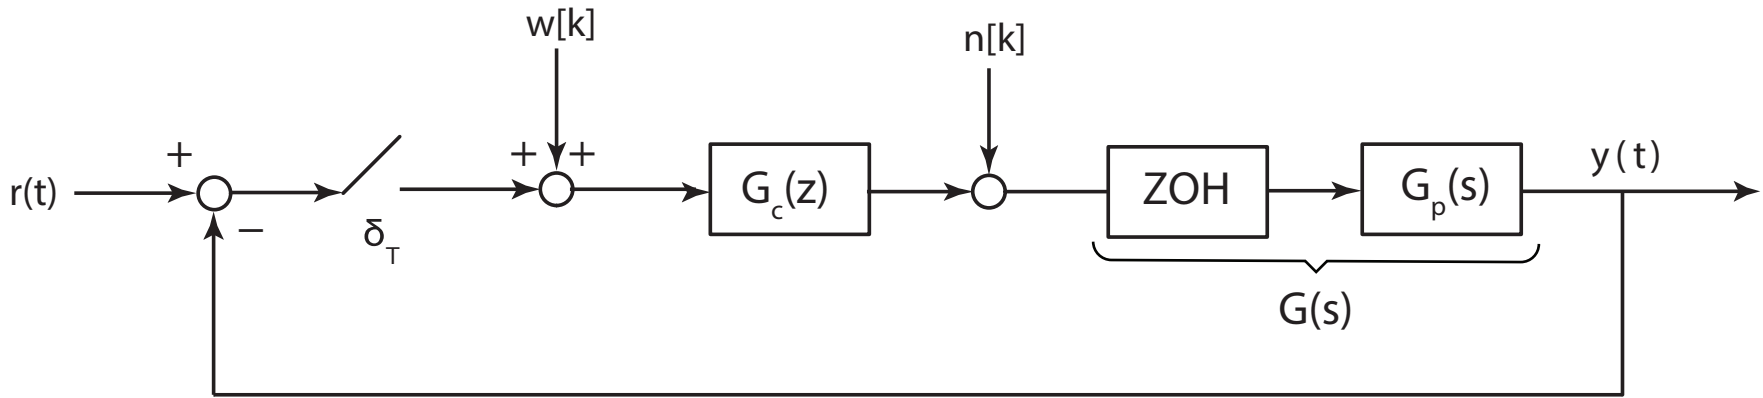 w[k]
n[k]
+
+ +
y(t)
r(t)
G_c(z)
ZOH
G_p(s)
−
δ_T
G(s)